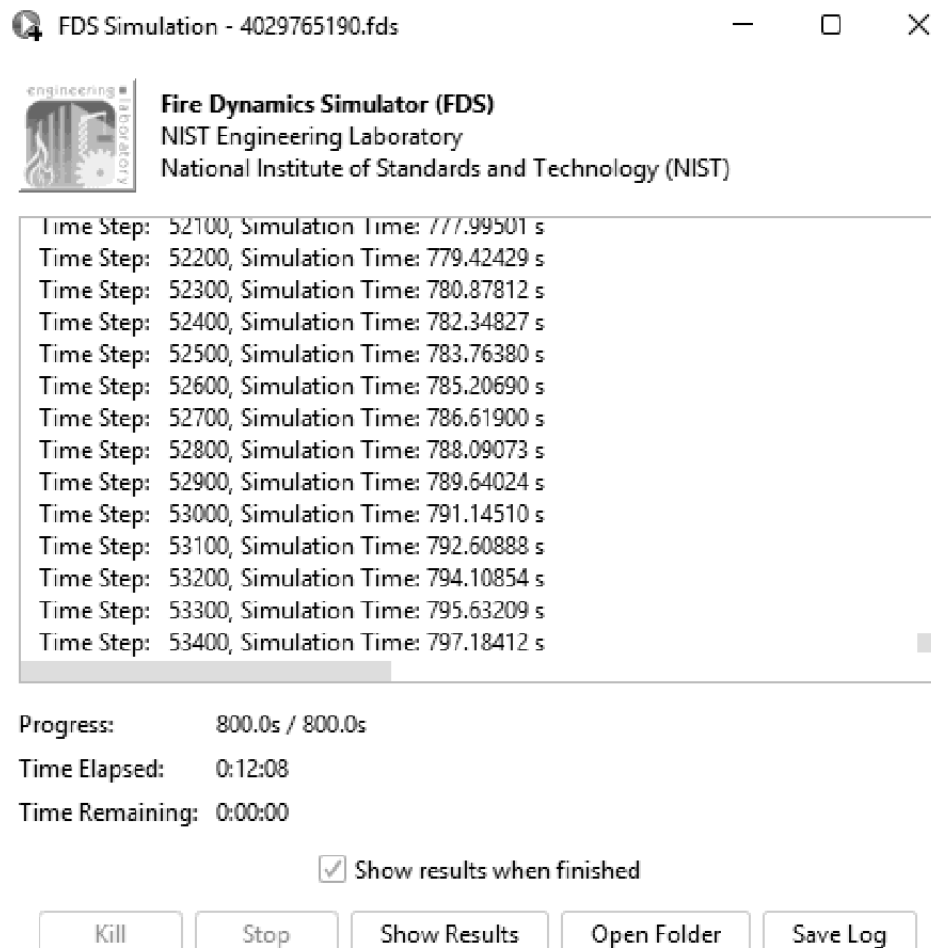 FDS Simulation - 4029765190.fds
engineering
laboratory
Fire Dynamics Simulator (FDS)
NIST Engineering Laboratory
National Institute of Standards and Technology (NIST)
Time Step: 52100, Simulation Time: 777.99501 s
Time Step: 52200, Simulation Time: 779.42429 s
Time Step: 52300, Simulation Time: 780.87812 s
Time Step: 52400, Simulation Time: 782.34827 s
Time Step: 52500, Simulation Time: 783.76380 s
Time Step: 52600, Simulation Time: 785.20690 s
Time Step: 52700, Simulation Time: 786.61900 s
Time Step: 52800, Simulation Time: 788.09073 s
Time Step: 52900, Simulation Time: 789.64024 s
Time Step: 53000, Simulation Time: 791.14510 s
Time Step: 53100, Simulation Time: 792.60888 s
Time Step: 53200, Simulation Time: 794.10854 s
Time Step: 53300, Simulation Time: 795.63209 s
Time Step: 53400, Simulation Time: 797.18412 s
Progress: 800.0s / 800.0s
Time Elapsed: 0:12:08
Time Remaining: 0:00:00
Show results when finished
Kill Stop Show Results Open Folder Save Log